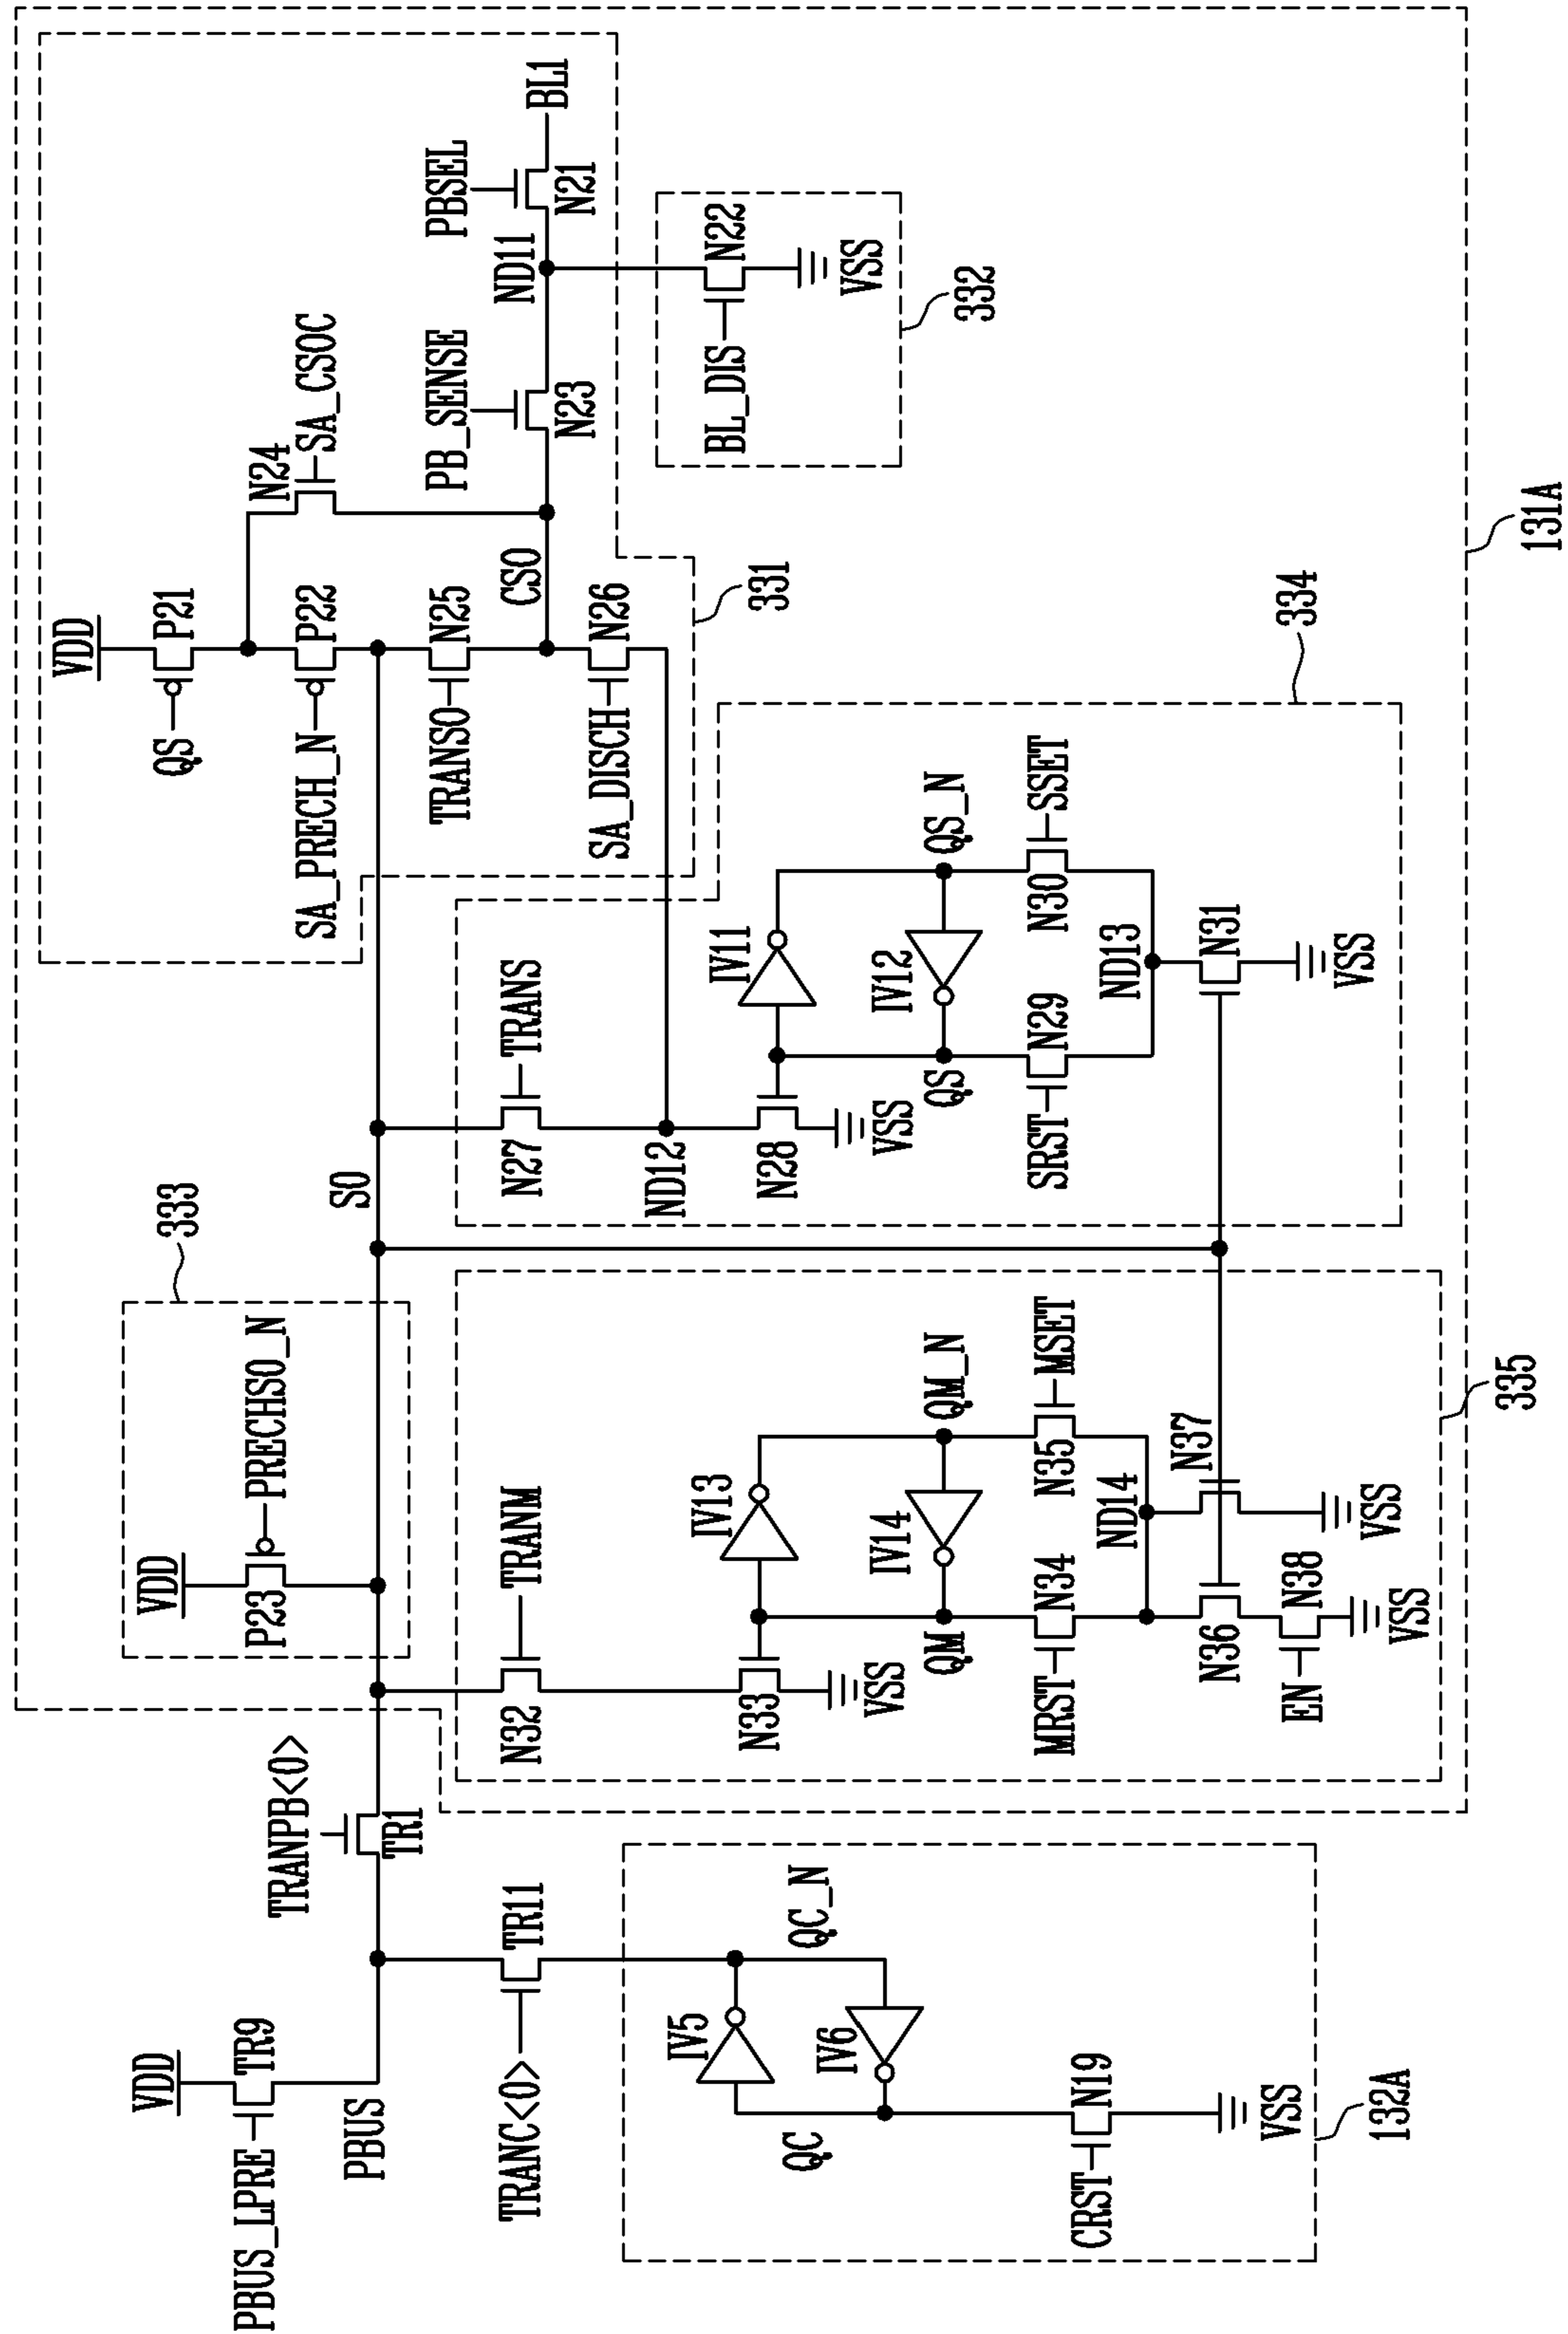 PBUS_LPRE
VDD
TR9
PBUS
TRANPB<0>
TR1
TRANC<0>
TR11
QC_N
IV5
IV6
QC
CRST
N19
VSS
132A
333
VDD
PRECHSO_N
P23
SO
TRANM
N32
N33
VSS
IV13
IV14
QM_N
QM
MRST
N34
N35
MSET
ND14
N37
N36
EN
N38
VSS
VSS
335
TRANS
N27
ND12
N28
VSS
IV11
IV12
QS_N
QS
SRST
N29
N30
SSET
ND13
N31
VSS
334
VDD
QS
P21
SA_PRECH_N
P22
TRANSO
N25
CSO
SA_DISCH
N26
331
N24
SA_CSOC
PB_SENSE
N23
ND11
PBSEL
N21
BL1
BL_DIS
N22
VSS
332
131A